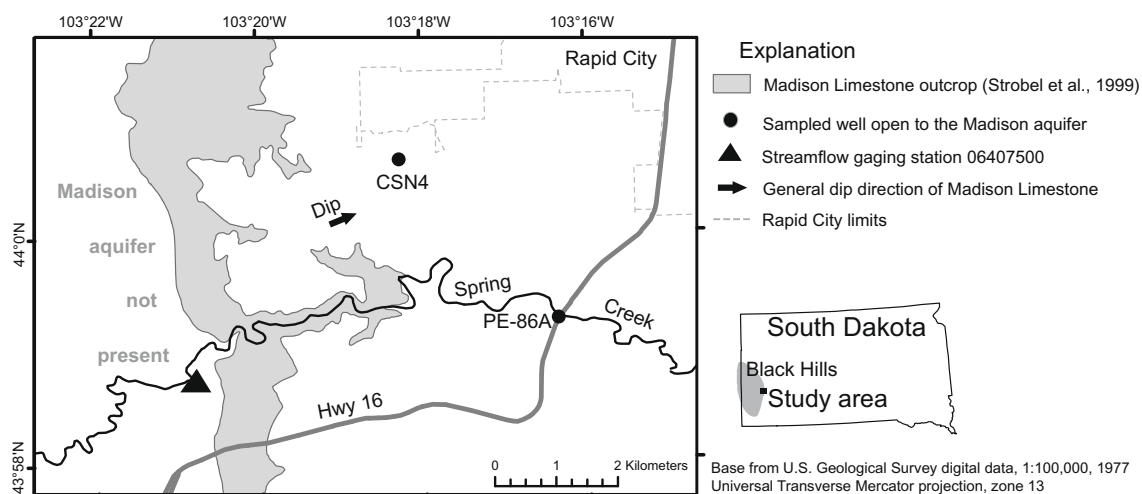 103°22'W
103°20'W
103°18'W
103°16'W
44°0'N
43°58'N
Rapid City
CSN4
Dip
Madison
aquifer
not
present
Spring
Creek
PE-86A
Hwy 16
0 1 2 Kilometers
Explanation
Madison Limestone outcrop (Strobel et al., 1999)
Sampled well open to the Madison aquifer
Streamflow gaging station 06407500
General dip direction of Madison Limestone
Rapid City limits
South Dakota
Black Hills
Study area
Base from U.S. Geological Survey digital data, 1:100,000, 1977
Universal Transverse Mercator projection, zone 13